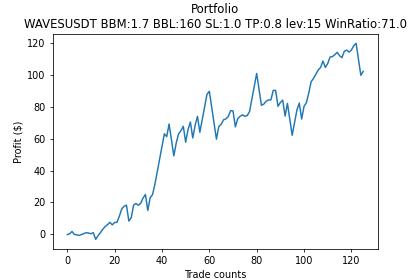 Portfolio
WAVESUSDT BBM:1.7 BBL:160 SL:1.0 TP:0.8 lev:15 WinRatio:71.0
120
100
80
60
40
20
0
Profit ($)
0 20 40 60 80 100 120
Trade counts